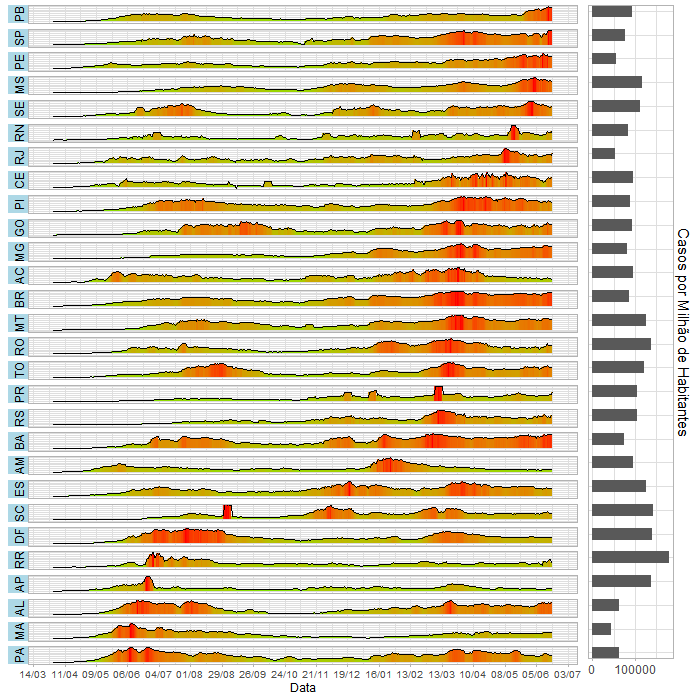 PB
SP
PE
MS
SE
RN
RJ
CE
PI
GO
MG
AC
BR
MT
RO
TO
PR
RS
BA
AM
ES
SC
DF
RR
AP
AL
MA
PA
14/03 11/04 09/05 06/06 04/07 01/08 29/08 26/09 24/10 21/11 19/12 16/01 13/02 13/03 10/04 08/05 05/06 03/07
Data
0 100000
Casos por Milhão de Habitantes